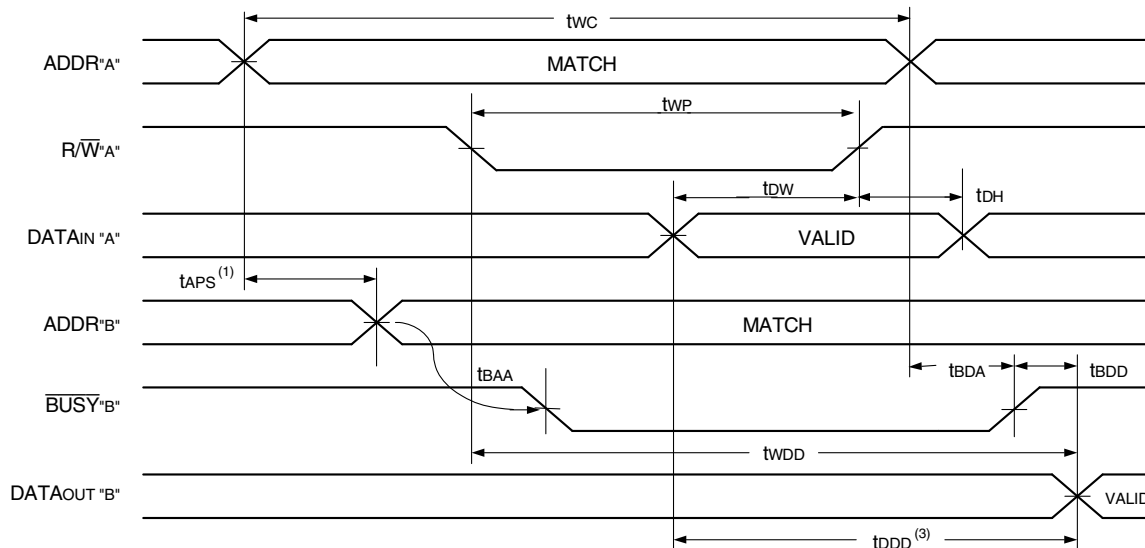 tWC
ADDR"A" MATCH
tWP
R/W̅"A"
tDW tDH
DATAIN "A" VALID
tAPS(1)
ADDR"B" MATCH
tBAA tBDA tBDD
B̅U̅S̅Y̅"B"
tWDD
DATAOUT "B" VALID
tDDD(3)